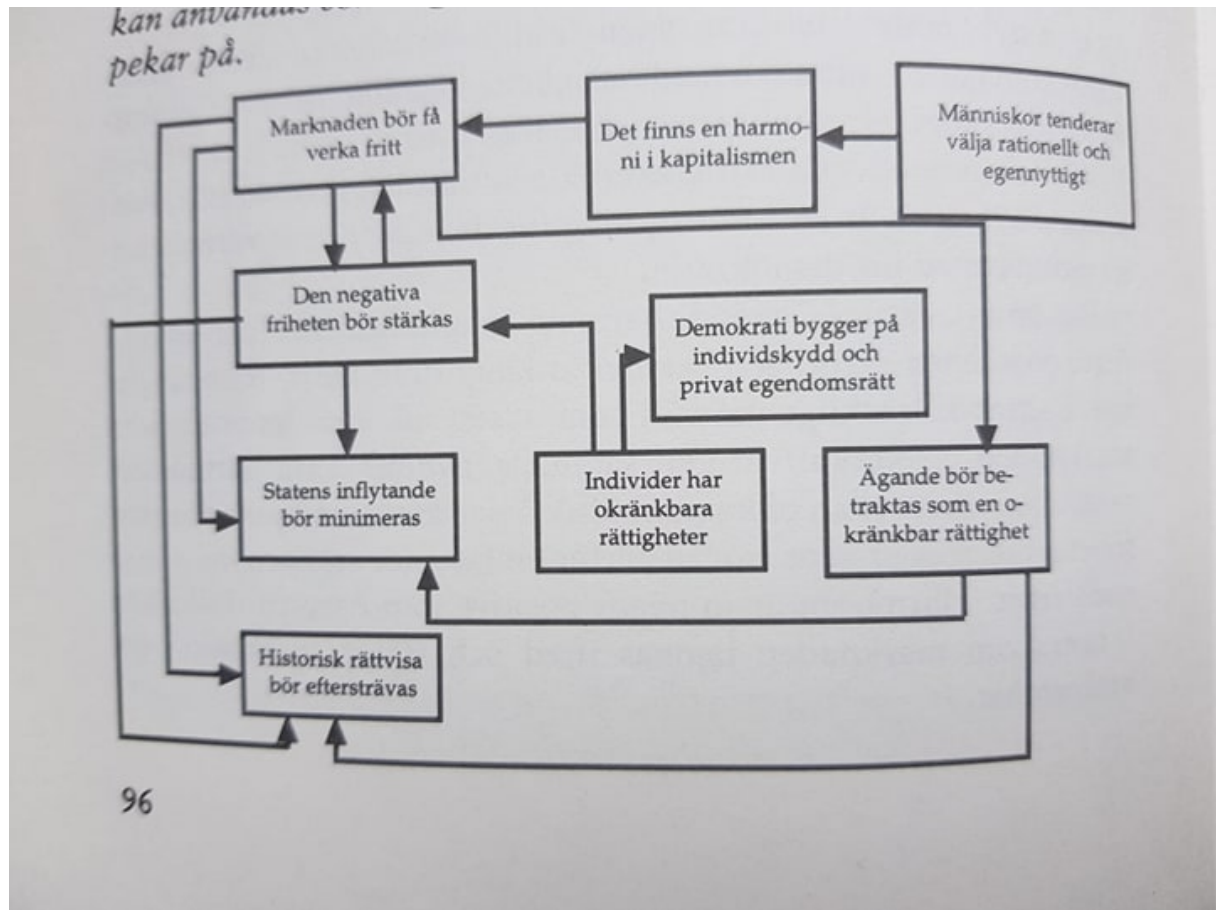 kan användas
pekar på.
Marknaden bör få
verka fritt
Det finns en harmo-
ni i kapitalismen
Människor tenderar
välja rationellt och
egennyttigt
Den negativa
friheten bör stärkas
Demokrati bygger på
individskydd och
privat egendomsrätt
Statens inflytande
bör minimeras
Individer har
okränkbara
rättigheter
Ägande bör be-
traktas som en o-
kränkbar rättighet
Historisk rättvisa
bör eftersträvas
96